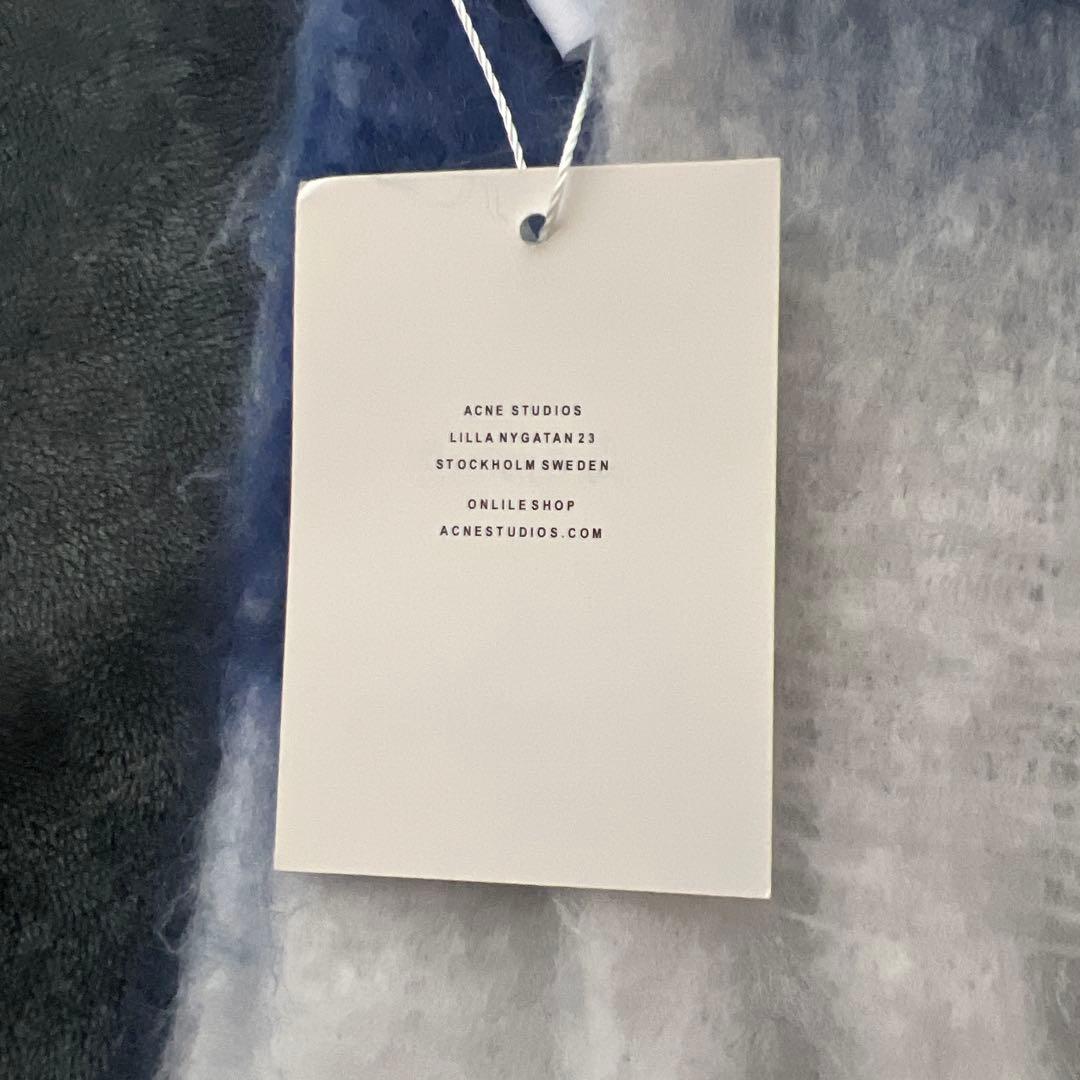 ACNE STUDIOS
LILLA NYGATAN 23
STOCKHOLM SWEDEN
ONLILE SHOP
ACNESTUDIOS.COM